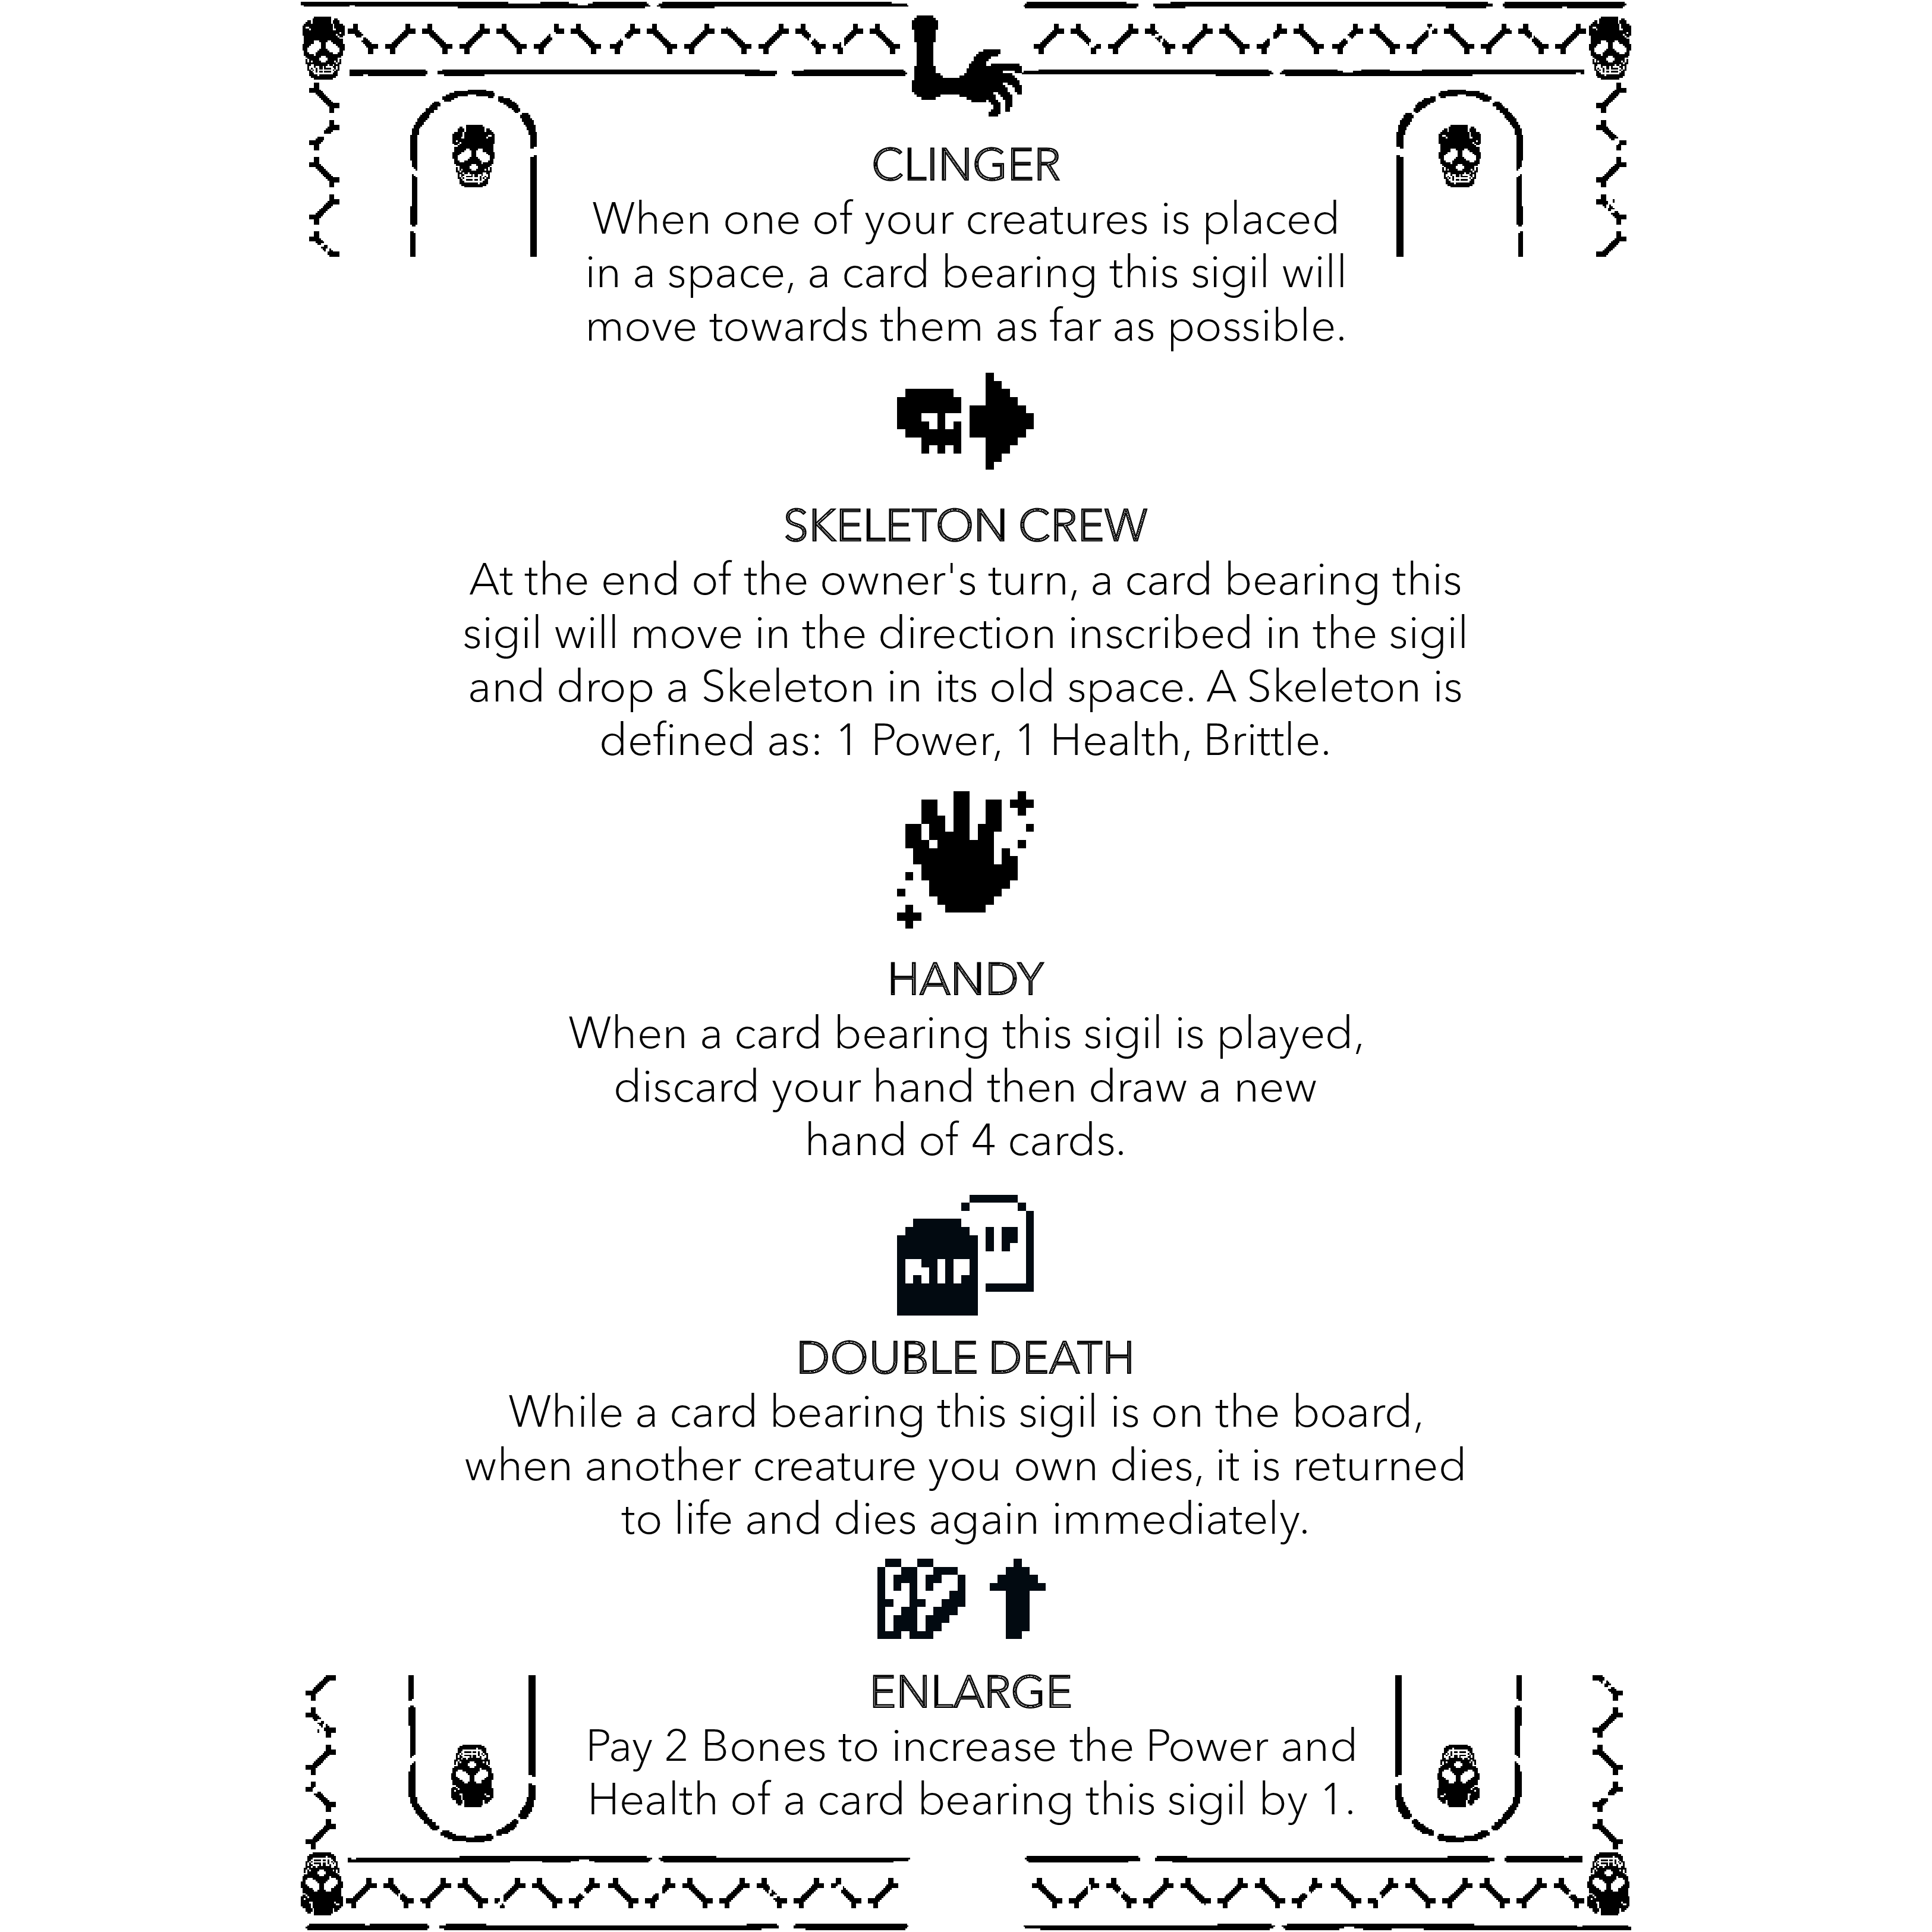 CLINGER
When one of your creatures is placed
in a space, a card bearing this sigil will
move towards them as far as possible.
SKELETON CREW
At the end of the owner's turn, a card bearing this
sigil will move in the direction inscribed in the sigil
and drop a Skeleton in its old space. A Skeleton is
defined as: 1 Power, 1 Health, Brittle.
HANDY
When a card bearing this sigil is played,
discard your hand then draw a new
hand of 4 cards.
DOUBLE DEATH
While a card bearing this sigil is on the board,
when another creature you own dies, it is returned
to life and dies again immediately.
ENLARGE
Pay 2 Bones to increase the Power and
Health of a card bearing this sigil by 1.